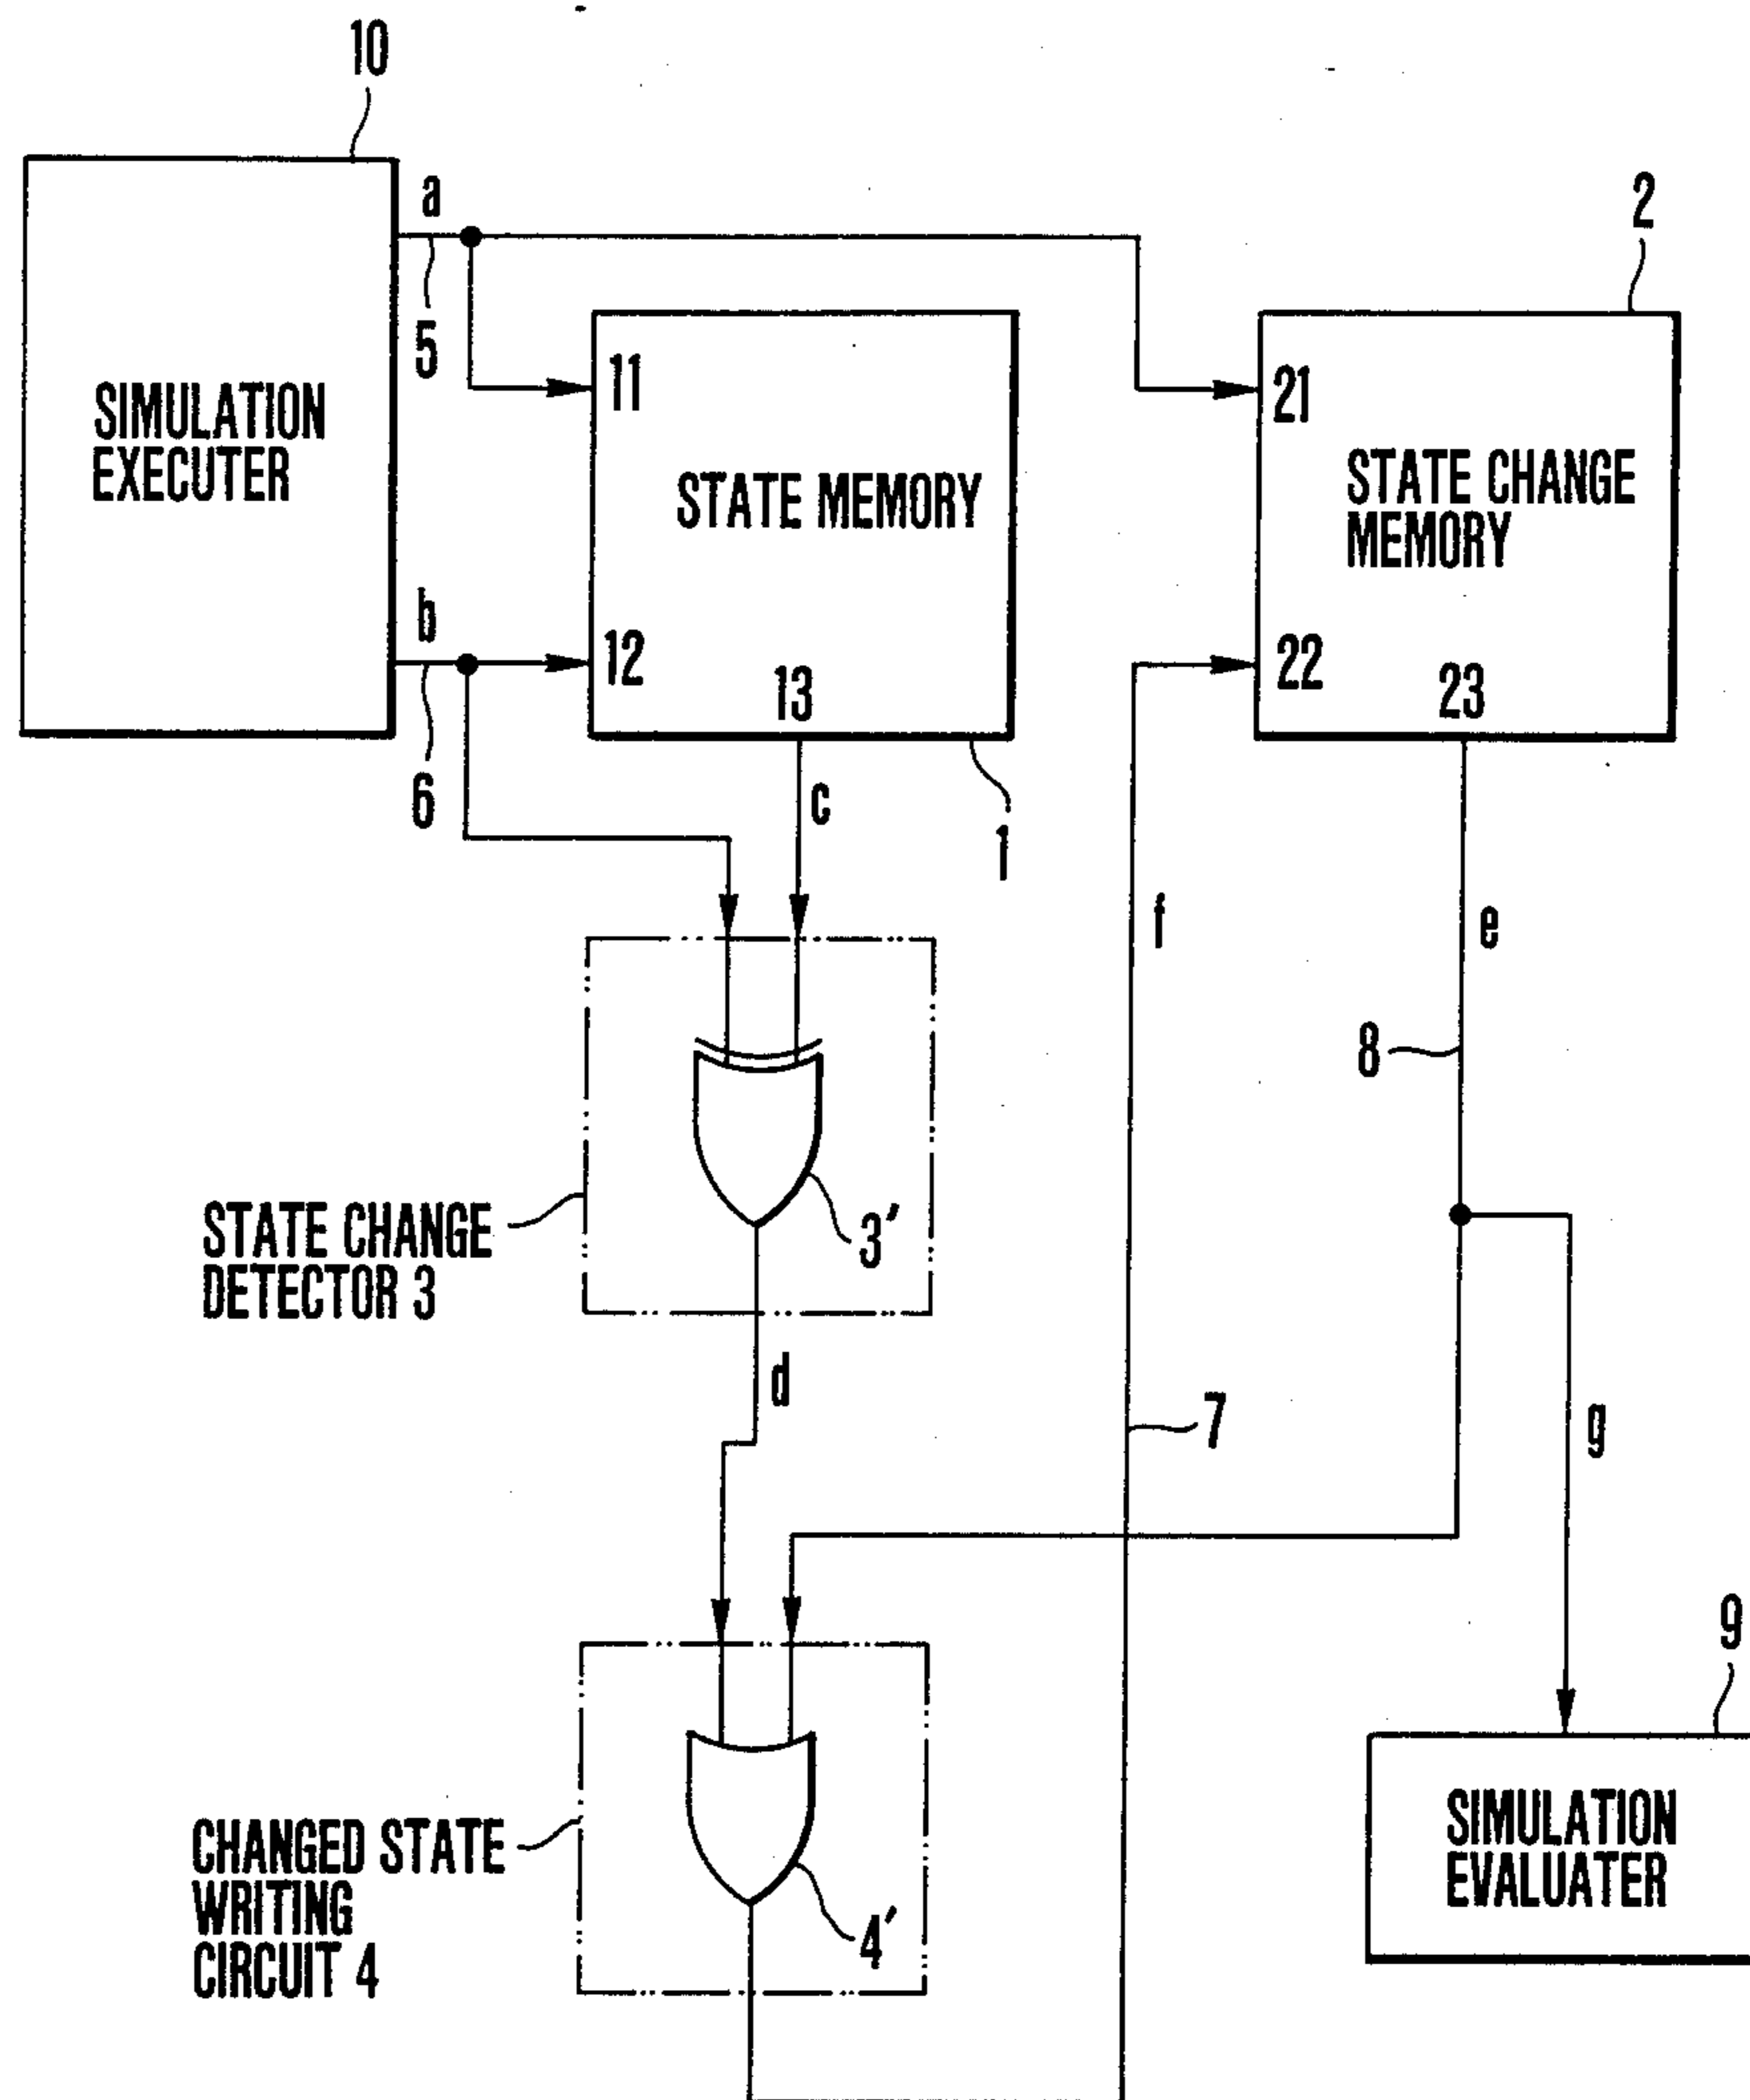 10
a
2
5
11
21
SIMULATION
EXECUTER
STATE MEMORY
STATE CHANGE
MEMORY
b
12
13
22
23
6
c
1
f
e
8
3'
STATE CHANGE
DETECTOR 3
d
7
g
9
SIMULATION
EVALUATER
CHANGED STATE
WRITING
CIRCUIT 4
4'